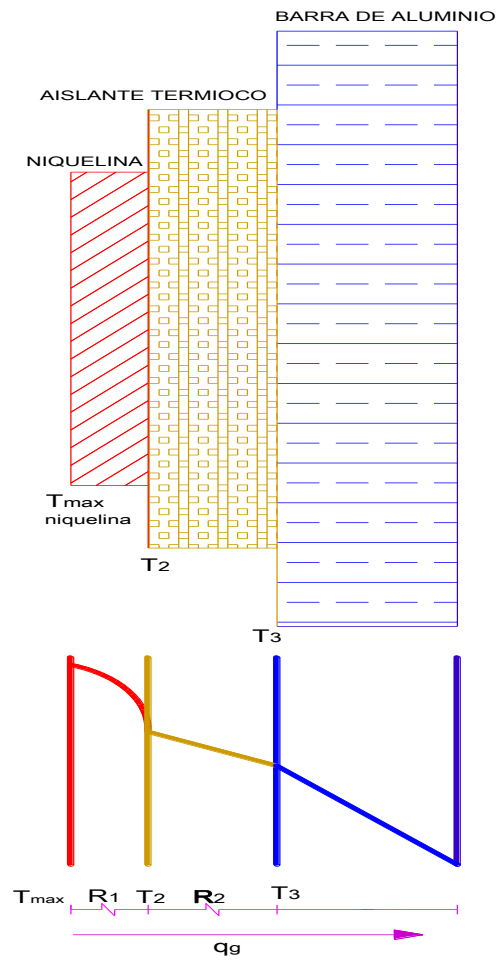 BARRA DE ALUMINIO
AISLANTE TERMIOCO
NIQUELINA
Tmax
niquelina
T2
T3
Tmax R1 T2 R2 T3
qg